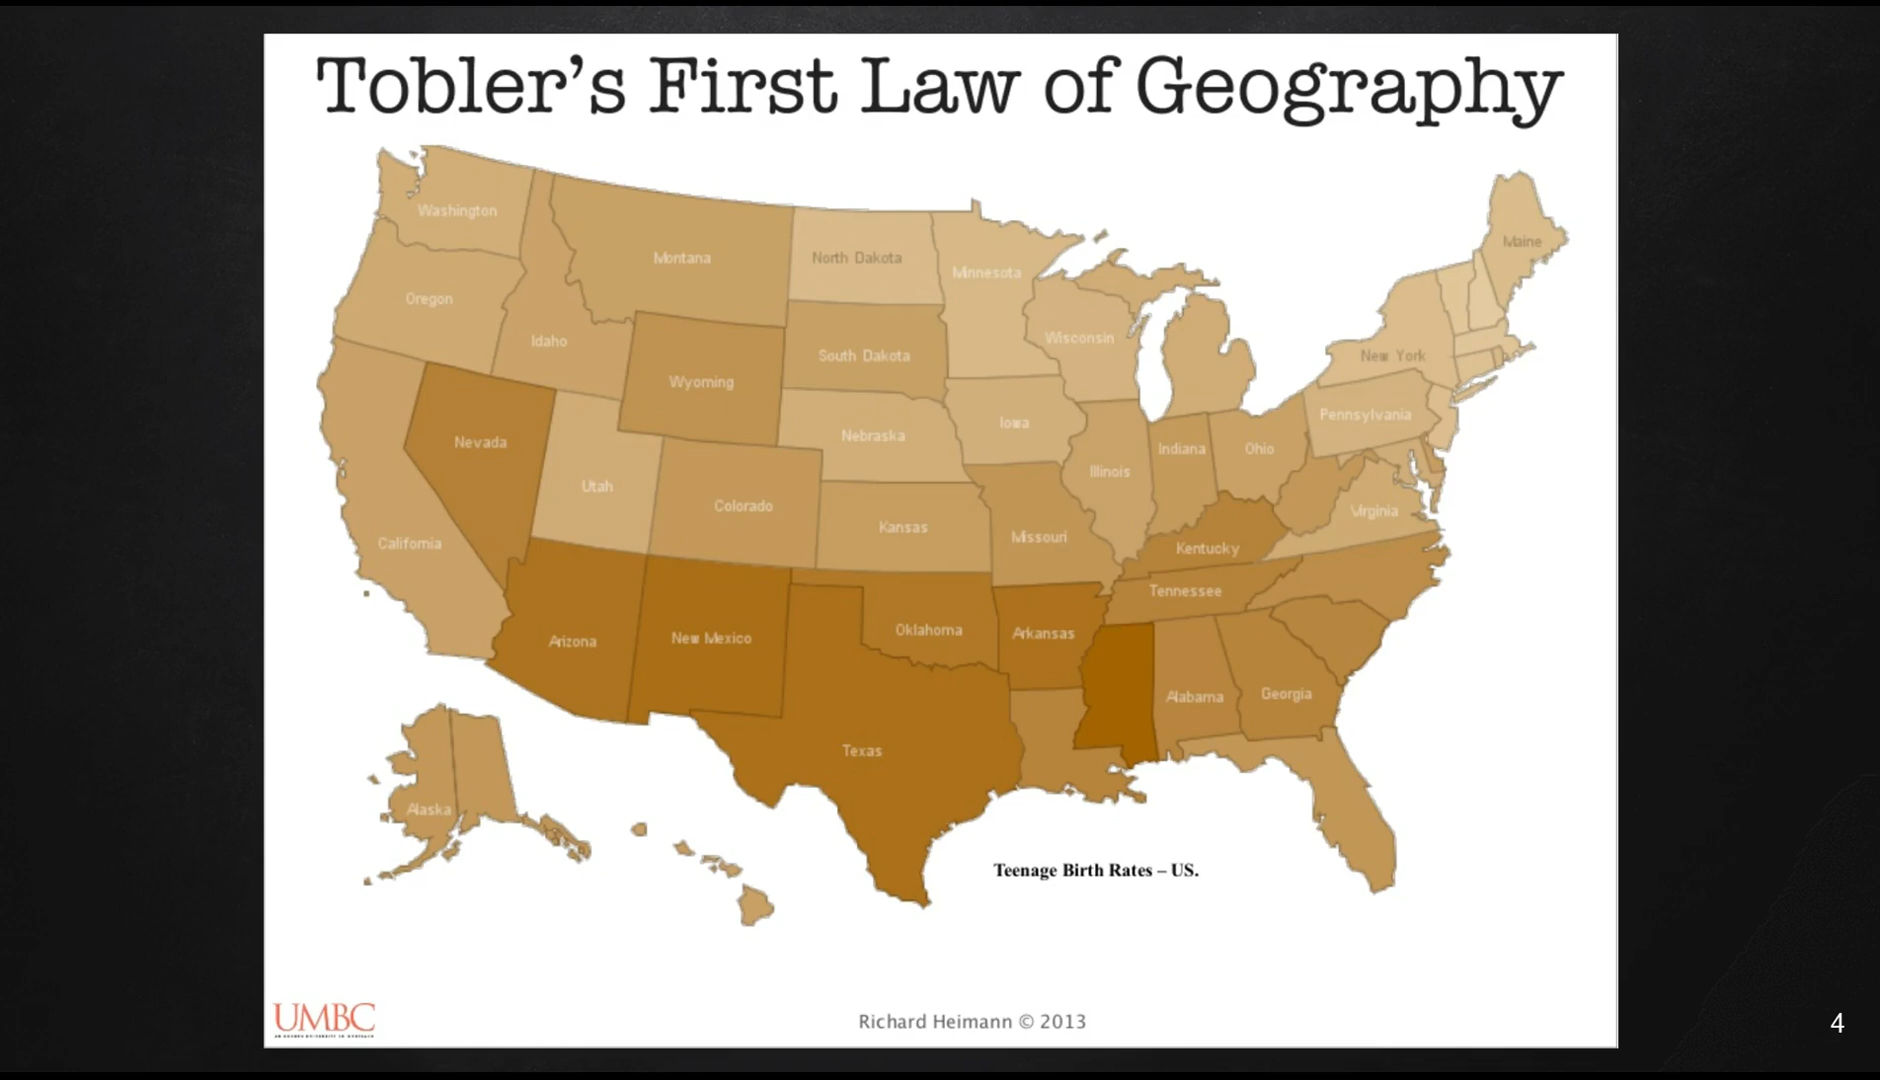 Tobler's First Law of Geography
Washington
Montana
North Dakota
Minnesota
Maine
Oregon
Idaho
Wyoming
South Dakota
Wisconsin
New York
Nevada
Utah
Colorado
Nebraska
Iowa
Illinois
Indiana
Ohio
Pennsylvania
California
Kansas
Missouri
Kentucky
Virginia
Arizona
New Mexico
Oklahoma
Arkansas
Tennessee
Texas
Alabama
Georgia
Alaska
Teenage Birth Rates – US.
UMBC
Richard Heimann © 2013
4